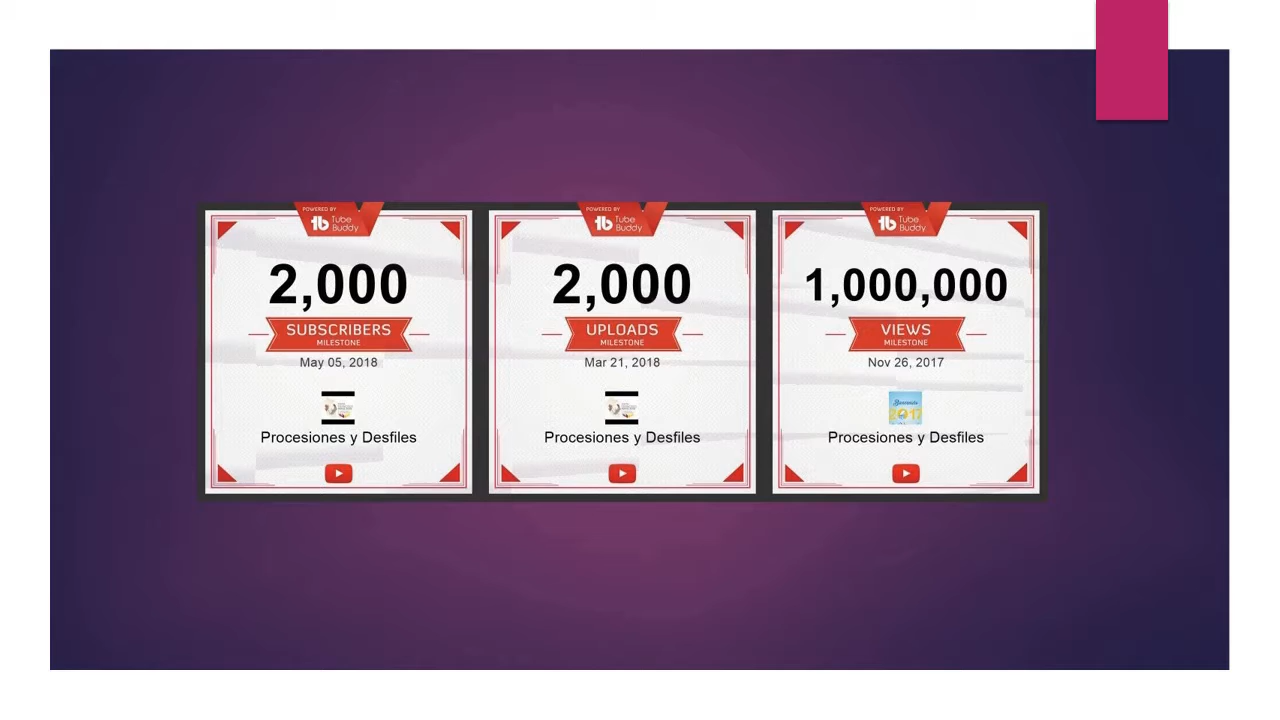 POWERED BY
Tube
Buddy
2,000
SUBSCRIBERS
MILESTONE
May 05, 2018
Procesiones y Desfiles
POWERED BY
Tube
Buddy
2,000
UPLOADS
MILESTONE
Mar 21, 2018
Procesiones y Desfiles
POWERED BY
Tube
Buddy
1,000,000
VIEWS
MILESTONE
Nov 26, 2017
2017
Procesiones y Desfiles